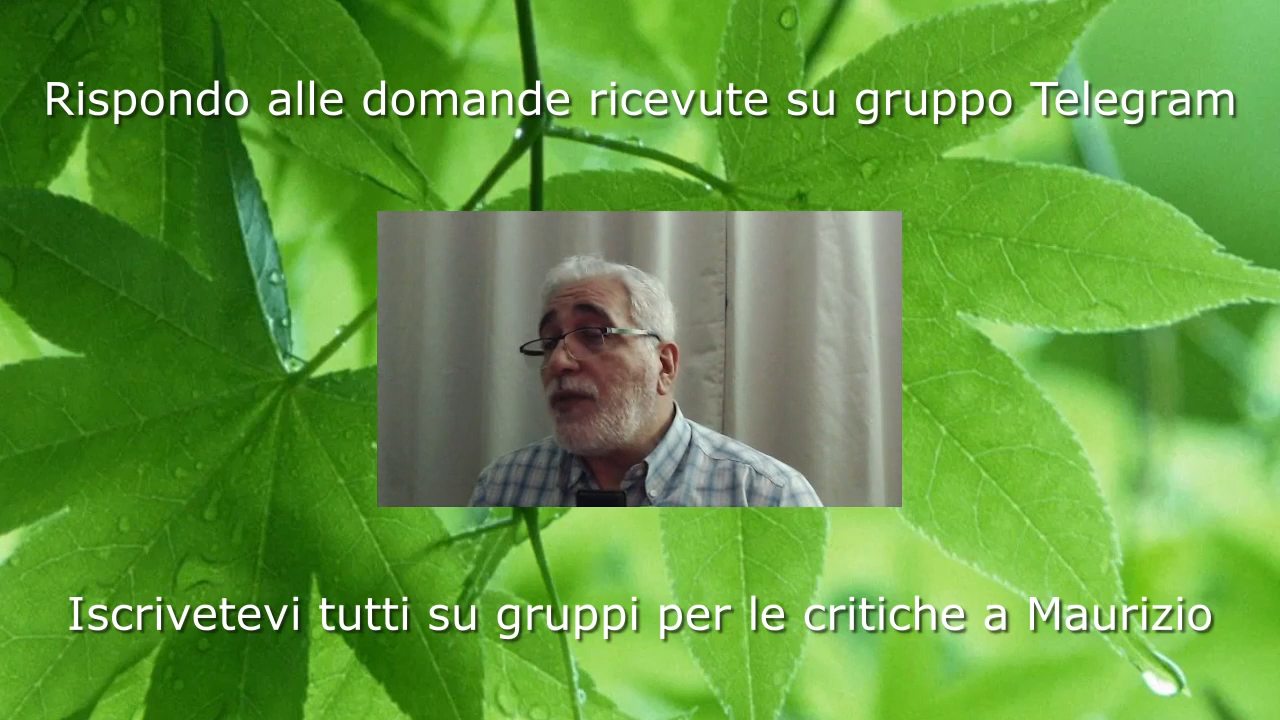 Rispondo alle domande ricevute su gruppo Telegram
Iscrivetevi tutti su gruppi per le critiche a Maurizio